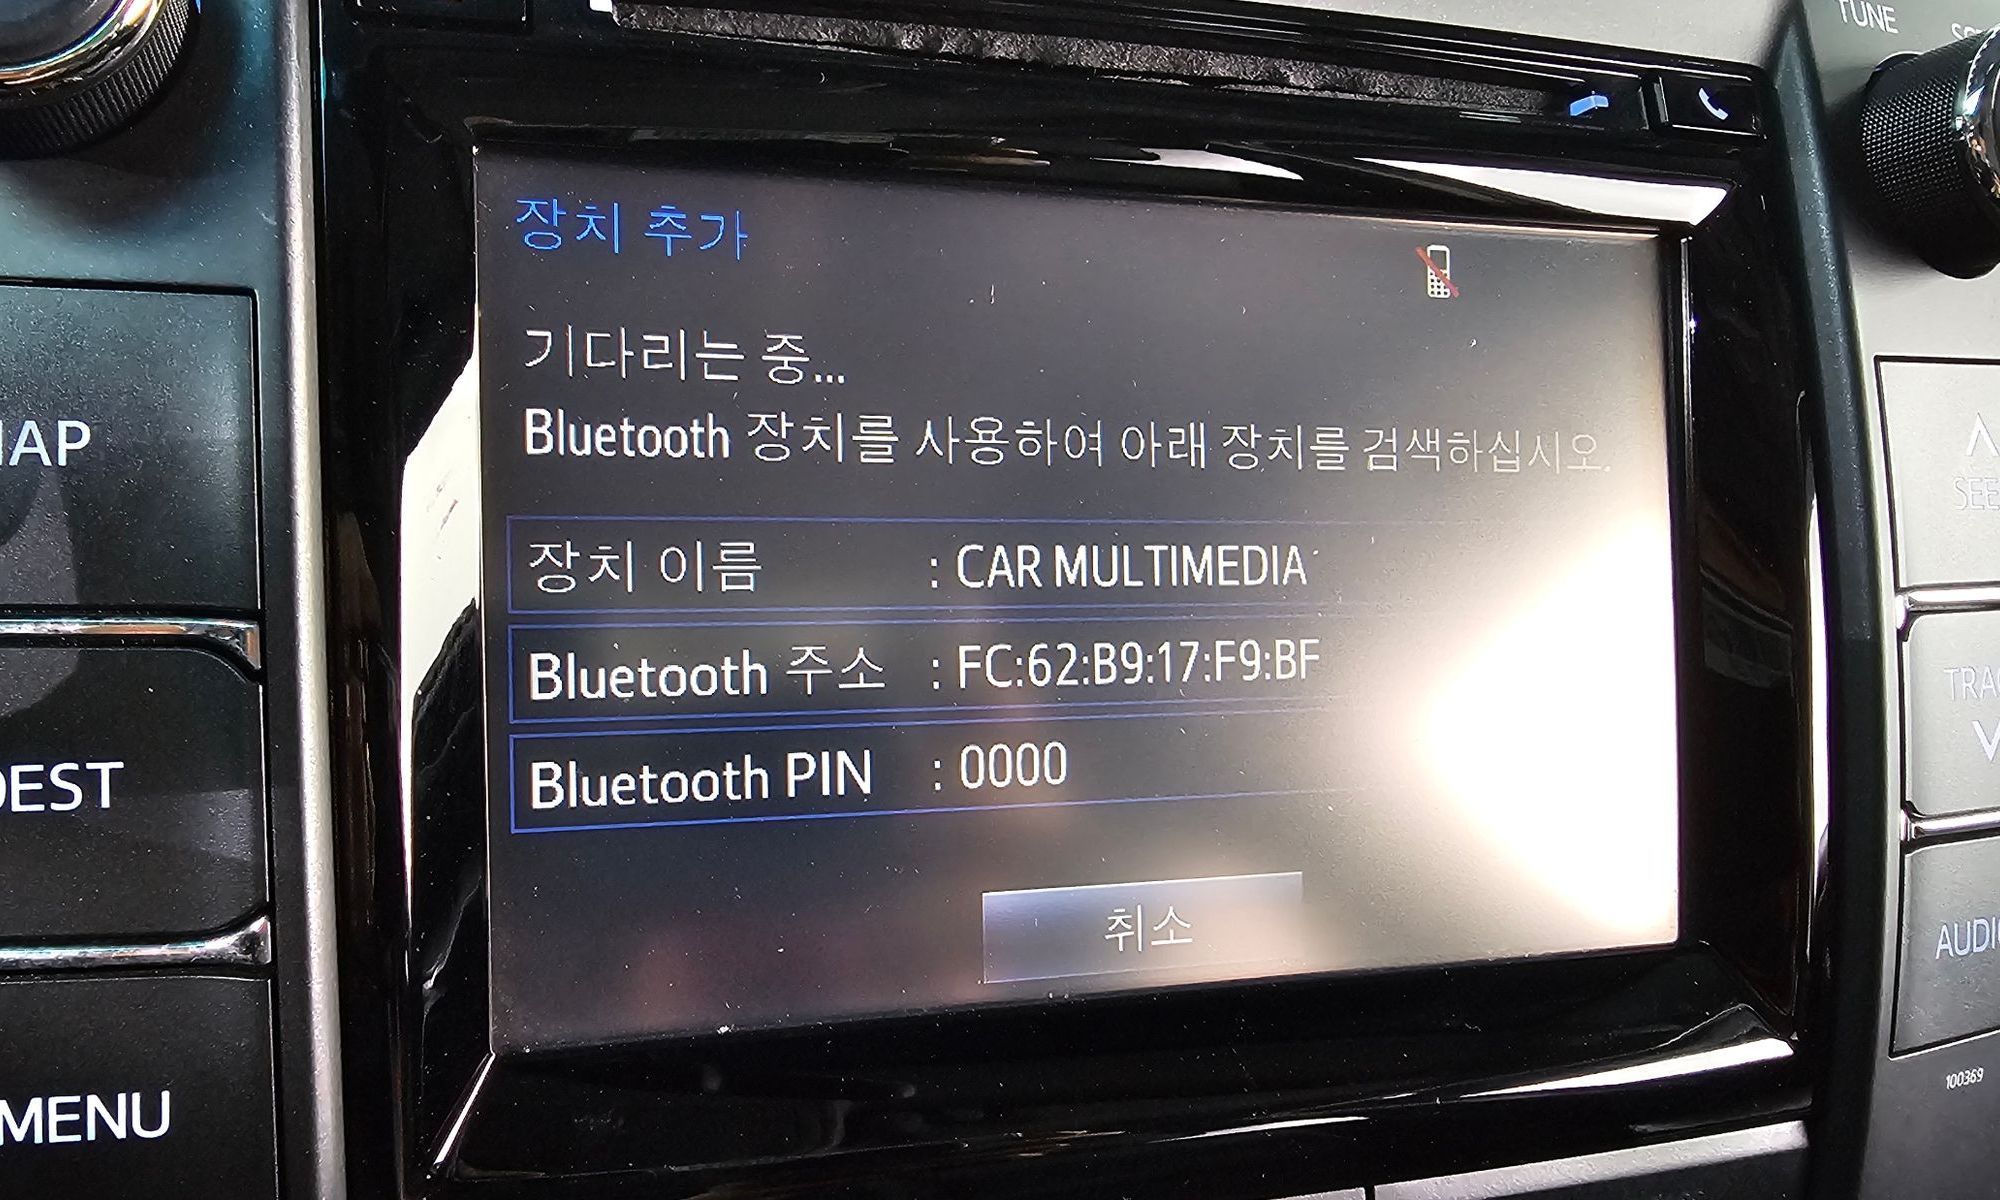 TUNE
장치 추가
기다리는 중...
Bluetooth 장치를 사용하여 아래 장치를 검색하십시오.
장치 이름 : CAR MULTIMEDIA
Bluetooth 주소 : FC:62:B9:17:F9:BF
Bluetooth PIN : 0000
취소
MAP
DEST
MENU
SEEK
TRACK
AUDIO
100369